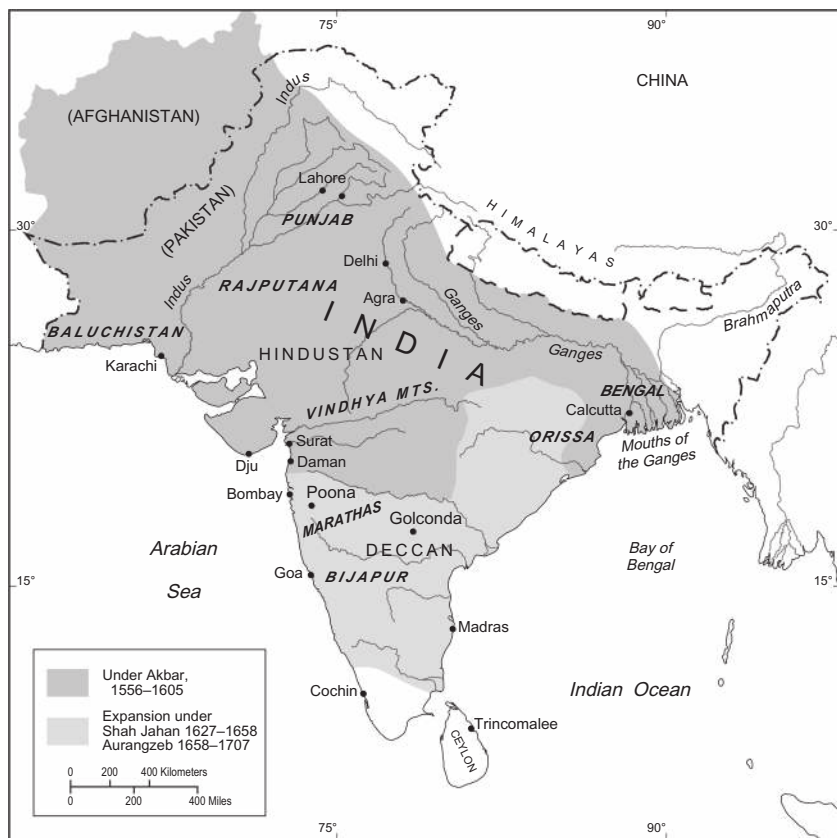 75°
90°
CHINA
(AFGHANISTAN)
Indus
Lahore
(PAKISTAN)
PUNJAB
HIMALAYAS
30°
30°
Delhi
RAJPUTANA
Indus
Agra
Ganges
Brahmaputra
BALUCHISTAN
INDIA
HINDUSTAN
Karachi
Ganges
BENGAL
VINDHYA MTS.
Calcutta
ORISSA
Surat
Mouths of
the Ganges
Dju
Daman
Bombay
Poona
MARATHAS
Golconda
Arabian
Sea
DECCAN
Bay of
Bengal
Goa
BIJAPUR
15°
15°
Madras
Under Akbar,
1556–1605
Cochin
Indian Ocean
Expansion under
Shah Jahan 1627–1658
Aurangzeb 1658–1707
Trincomalee
CEYLON
0 200 400 Kilometers
0 200 400 Miles
75°
90°